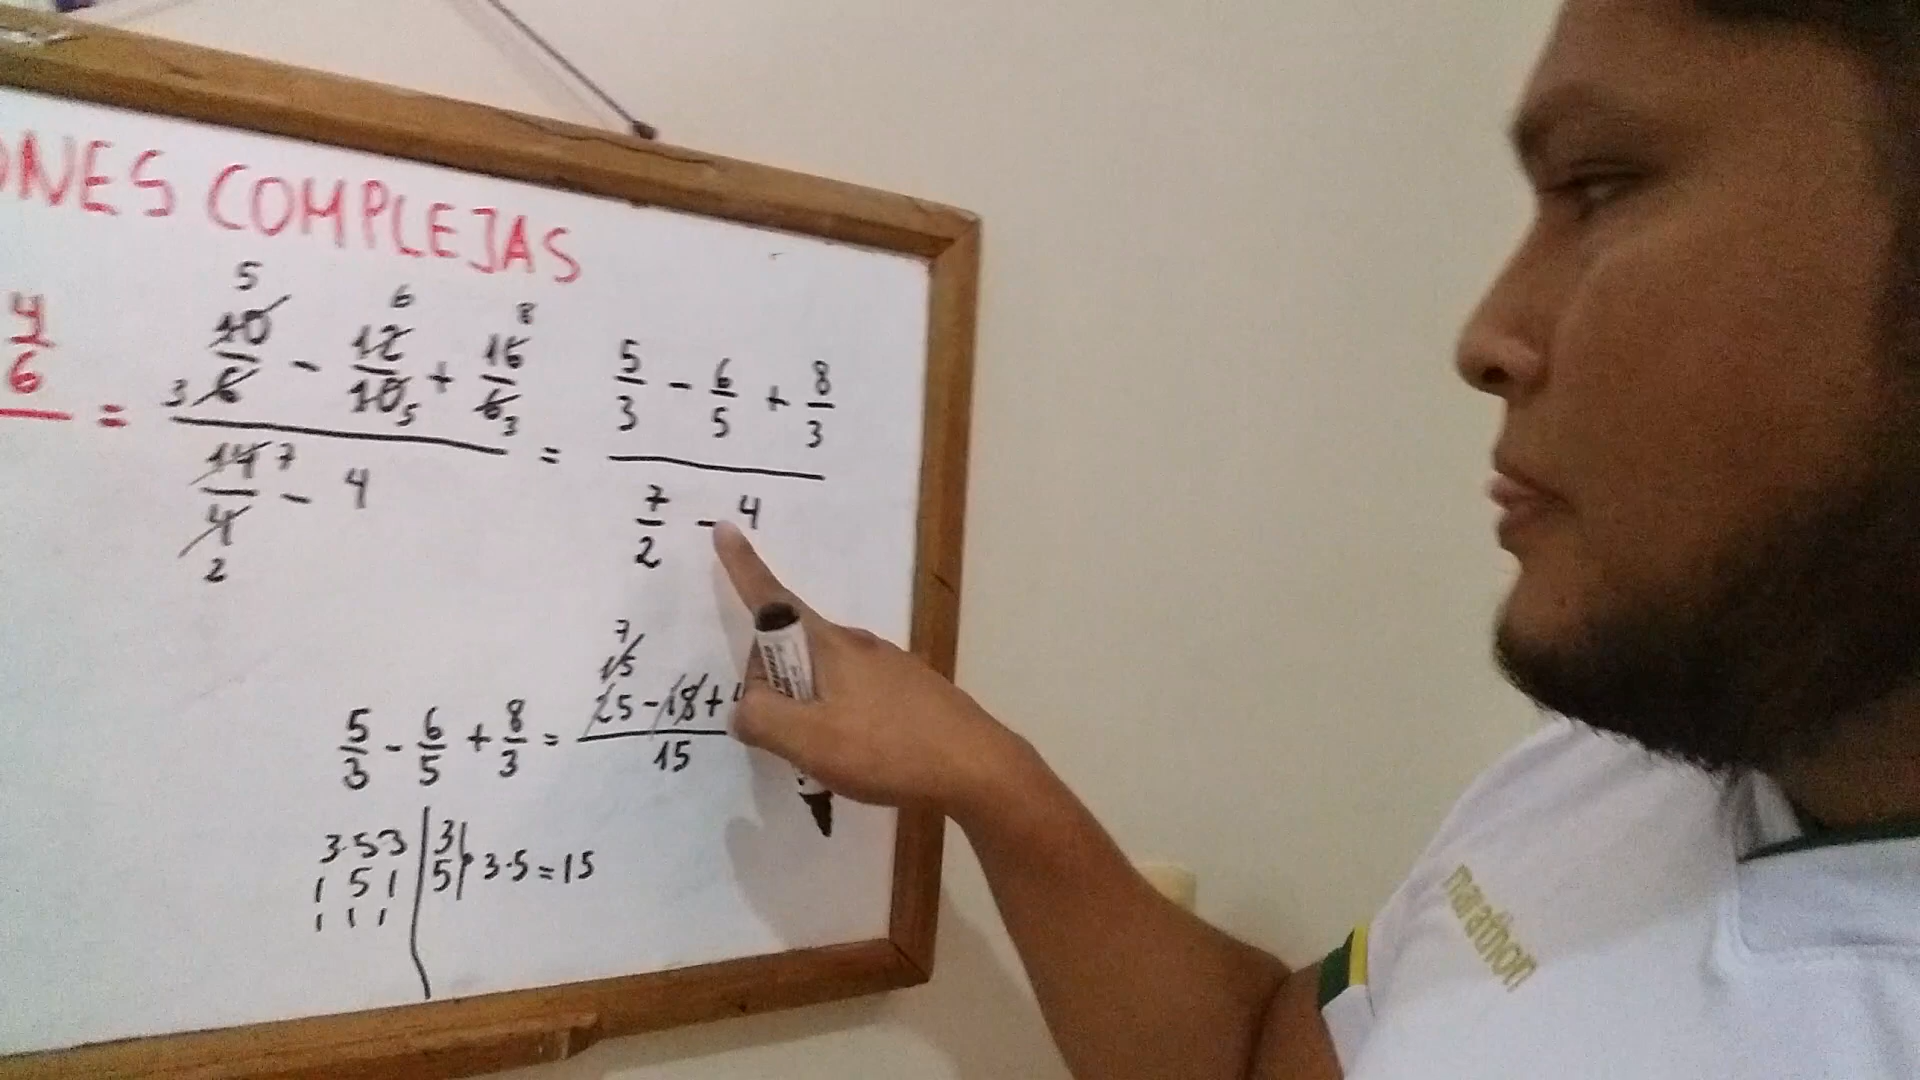 ONES COMPLEJAS
4/6 = (10/6 - 12/10 + 16/6) / (14/4 - 4) = (5/3 - 6/5 + 8/3) / (7/2 - 4)
5 6 8
3 5 3
7
2
7
15
5/3 - 6/5 + 8/3 = (25 - 18 + / 15
3·53 | 3
1 5 1 | 5 3·5=15
1 1 1
marathon